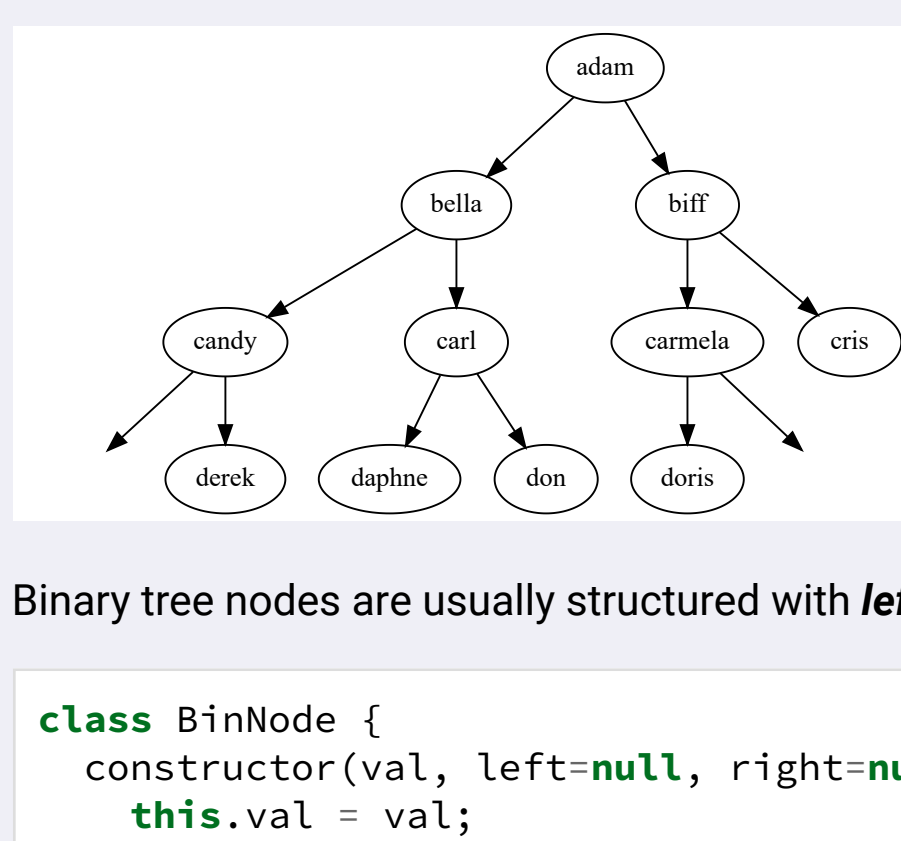 adam
bella biff
candy carl carmela cris
derek daphne don doris
Binary tree nodes are usually structured with
class BinNode {
constructor(val, left=null, right=
this.val = val;